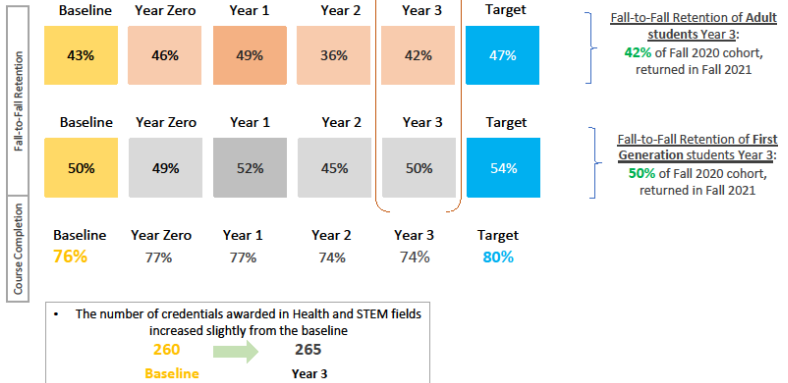 Fall-to-Fall Retention
Baseline Year Zero Year 1 Year 2 Year 3 Target
43% 46% 49% 36% 42% 47%
Fall-to-Fall Retention of Adult
students Year 3:
42% of Fall 2020 cohort,
returned in Fall 2021
Baseline Year Zero Year 1 Year 2 Year 3 Target
50% 49% 52% 45% 50% 54%
Fall-to-Fall Retention of First
Generation students Year 3:
50% of Fall 2020 cohort,
returned in Fall 2021
Course Completion
Baseline Year Zero Year 1 Year 2 Year 3 Target
76% 77% 77% 74% 74% 80%
• The number of credentials awarded in Health and STEM fields
increased slightly from the baseline
260 265
Baseline Year 3